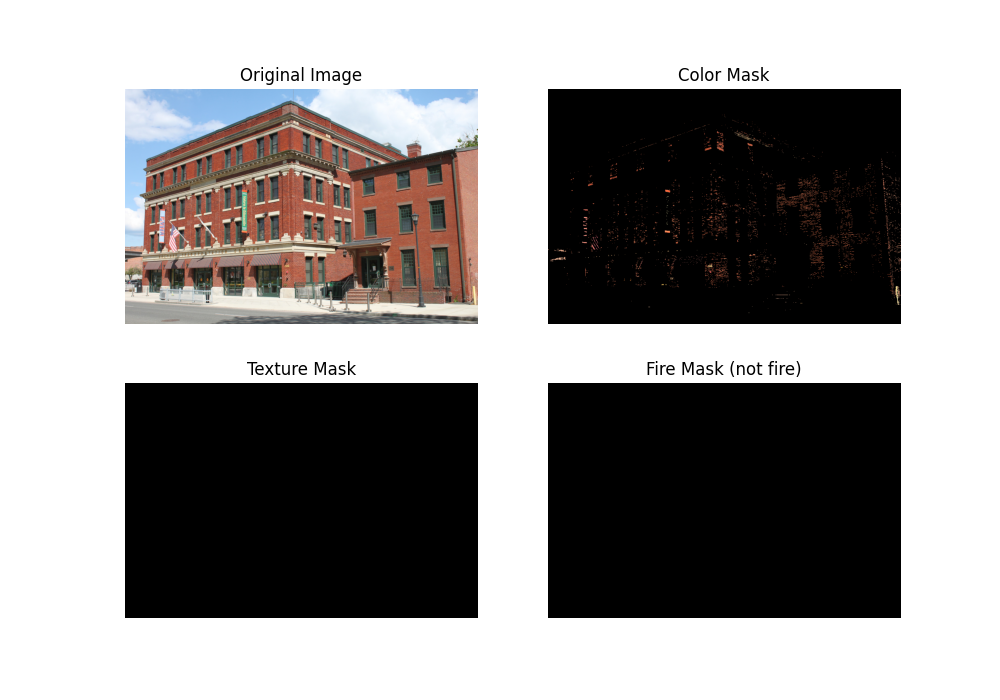 Original Image
Color Mask
Texture Mask
Fire Mask (not fire)